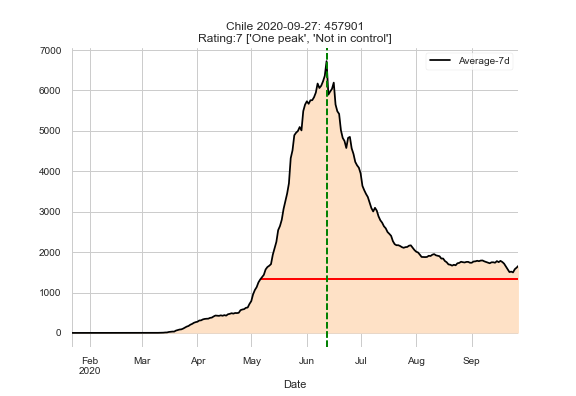 Chile 2020-09-27: 457901
Rating:7 ['One peak', 'Not in control']
Average-7d
7000
6000
5000
4000
3000
2000
1000
0
Feb Mar Apr May Jun Jul Aug Sep
2020
Date